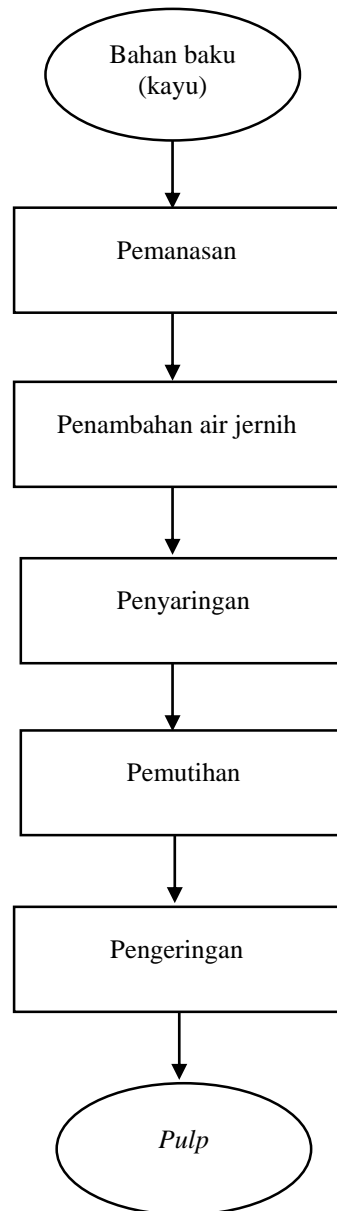 Bahan baku
(kayu)
Pemanasan
Penambahan air jernih
Penyaringan
Pemutihan
Pengeringan
Pulp